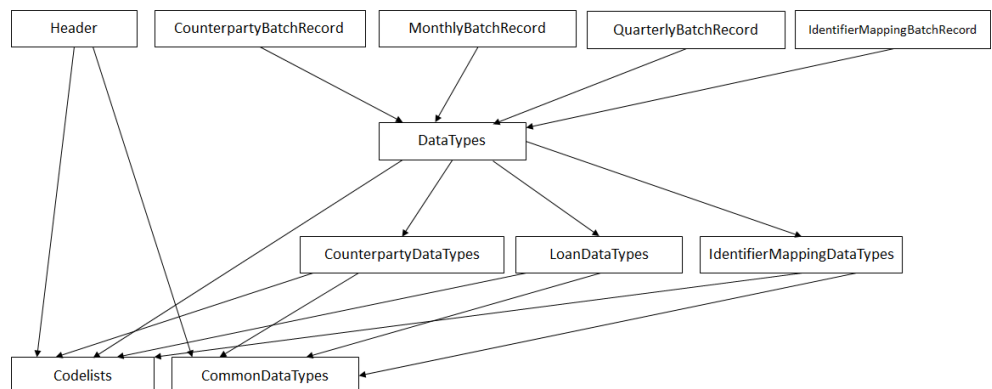 Header
CounterpartyBatchRecord
MonthlyBatchRecord
QuarterlyBatchRecord
IdentifierMappingBatchRecord
DataTypes
CounterpartyDataTypes
LoanDataTypes
IdentifierMappingDataTypes
Codelists
CommonDataTypes